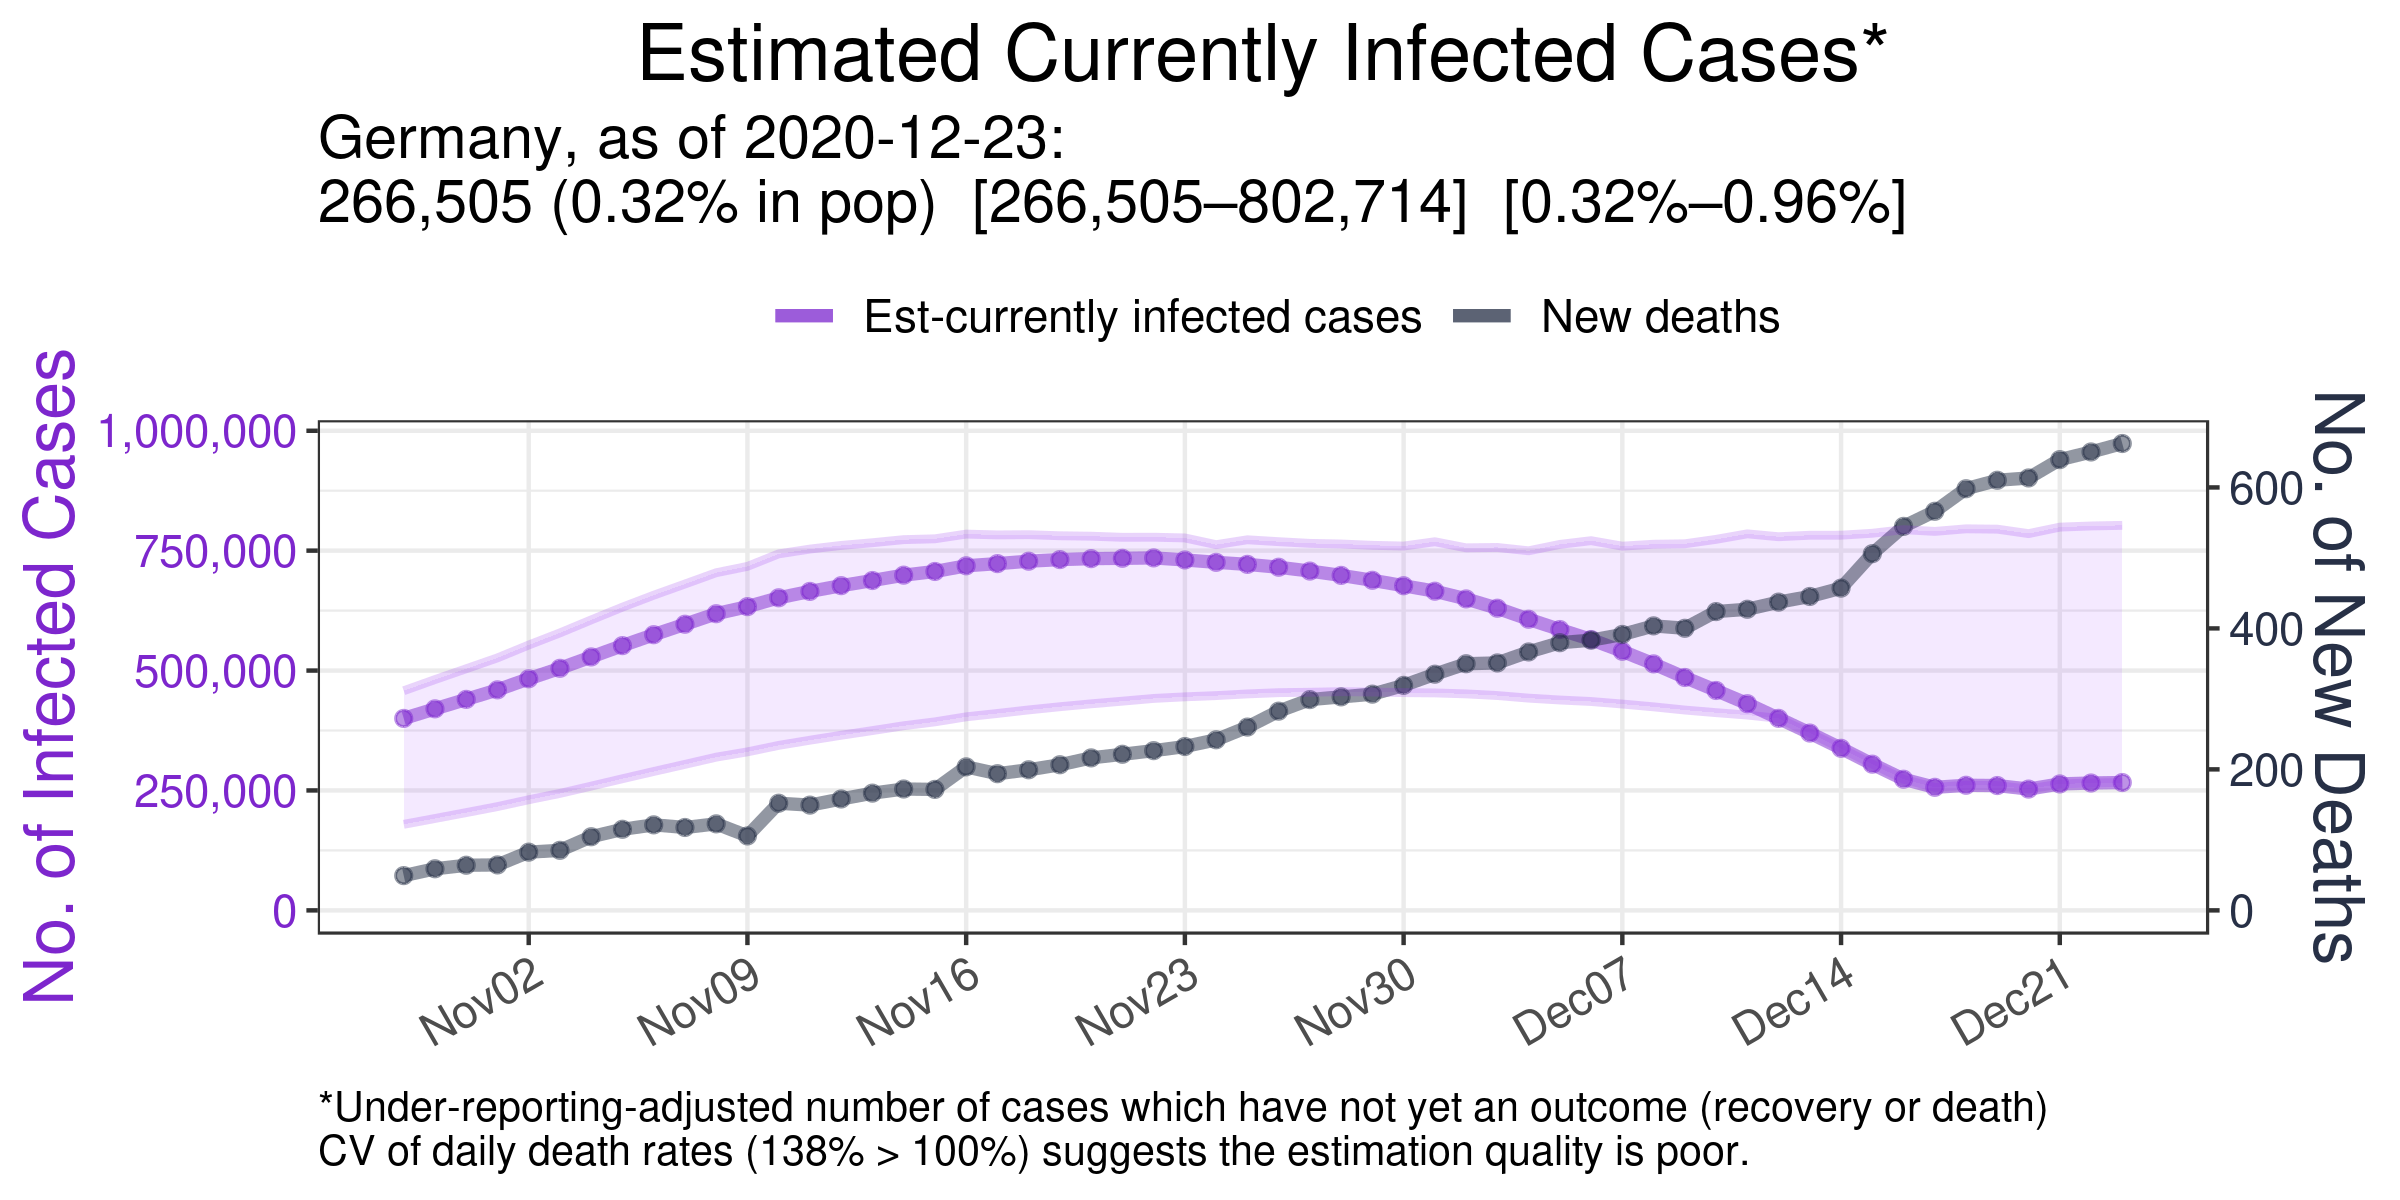 Estimated Currently Infected Cases*
Germany, as of 2020-12-23:
266,505 (0.32% in pop)  [266,505–802,714]  [0.32%–0.96%]
Est-currently infected cases
New deaths
No. of Infected Cases
1,000,000
750,000
500,000
250,000
0
No. of New Deaths
600
400
200
0
Nov02
Nov09
Nov16
Nov23
Nov30
Dec07
Dec14
Dec21
*Under-reporting-adjusted number of cases which have not yet an outcome (recovery or death)
CV of daily death rates (138% > 100%) suggests the estimation quality is poor.